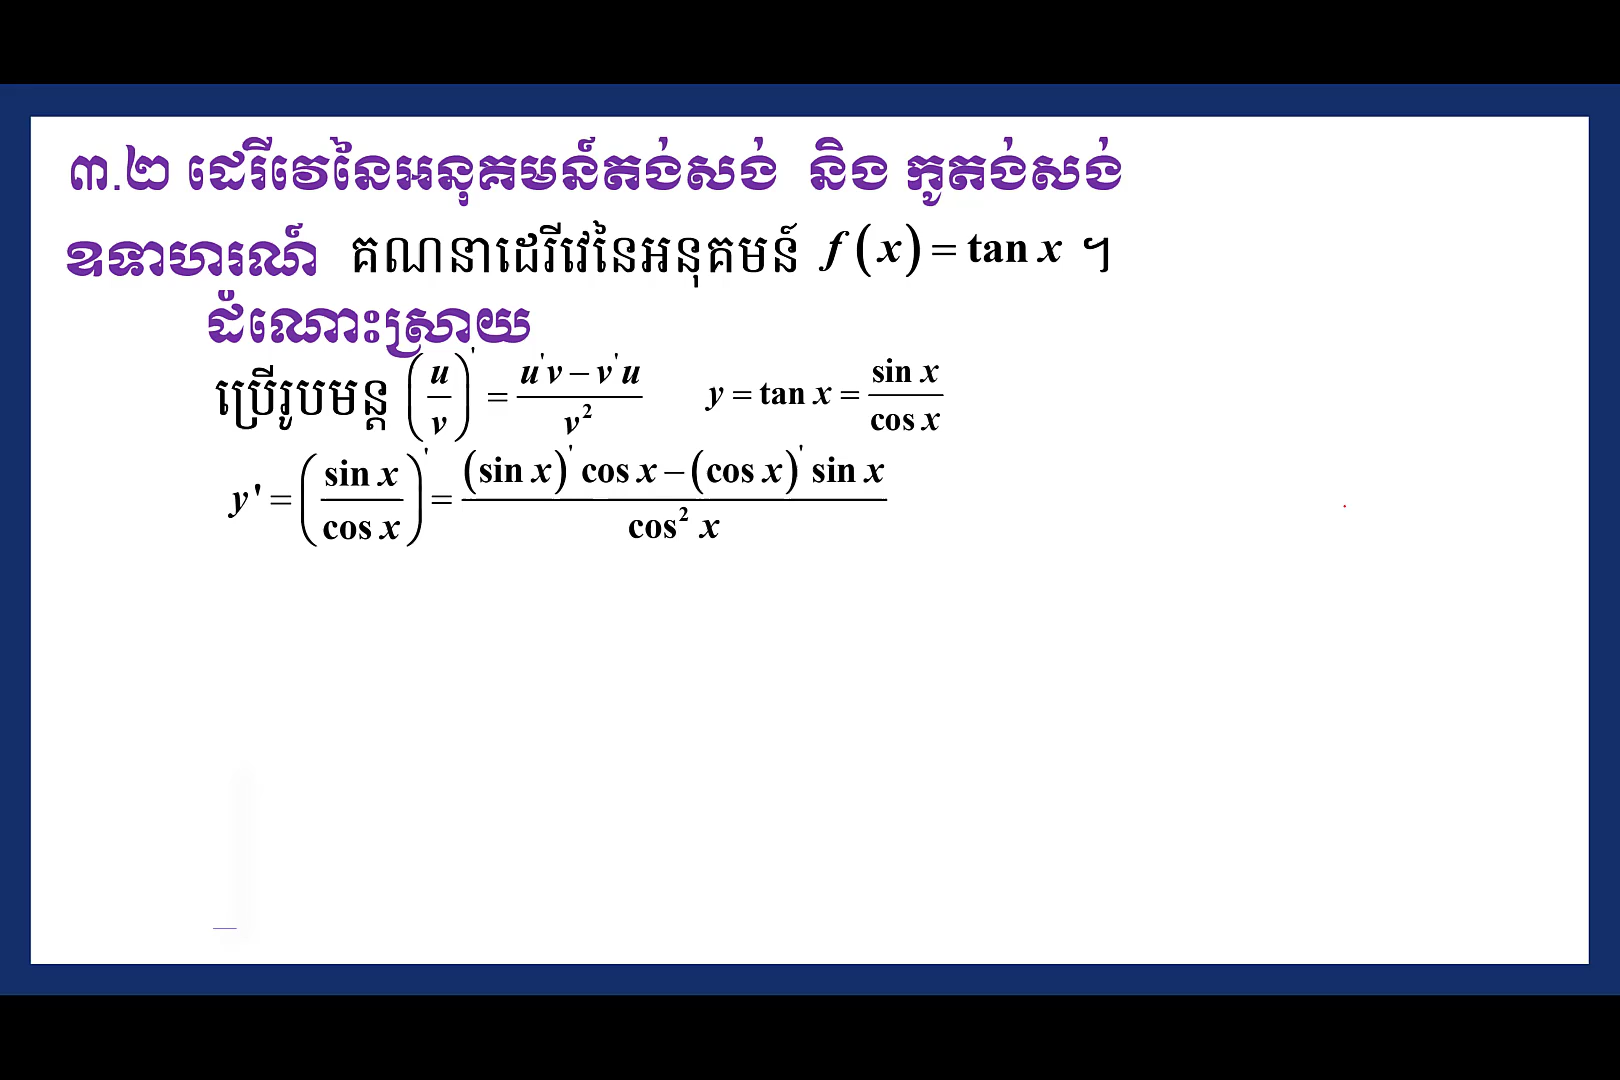 ៣.២ ដេរីវេនៃអនុគមន៍តង់សង់ និង កូតង់សង់
ឧទាហរណ៍ គណនាដេរីវេនៃអនុគមន៍ f(x) = tan x ។
ដំណោះស្រាយ
ប្រើរូបមន្ត (u/v)' = (u'v − v'u)/v² y = tan x = sin x/cos x
y' = (sin x/cos x)' = ((sin x)' cos x − (cos x)' sin x)/cos² x